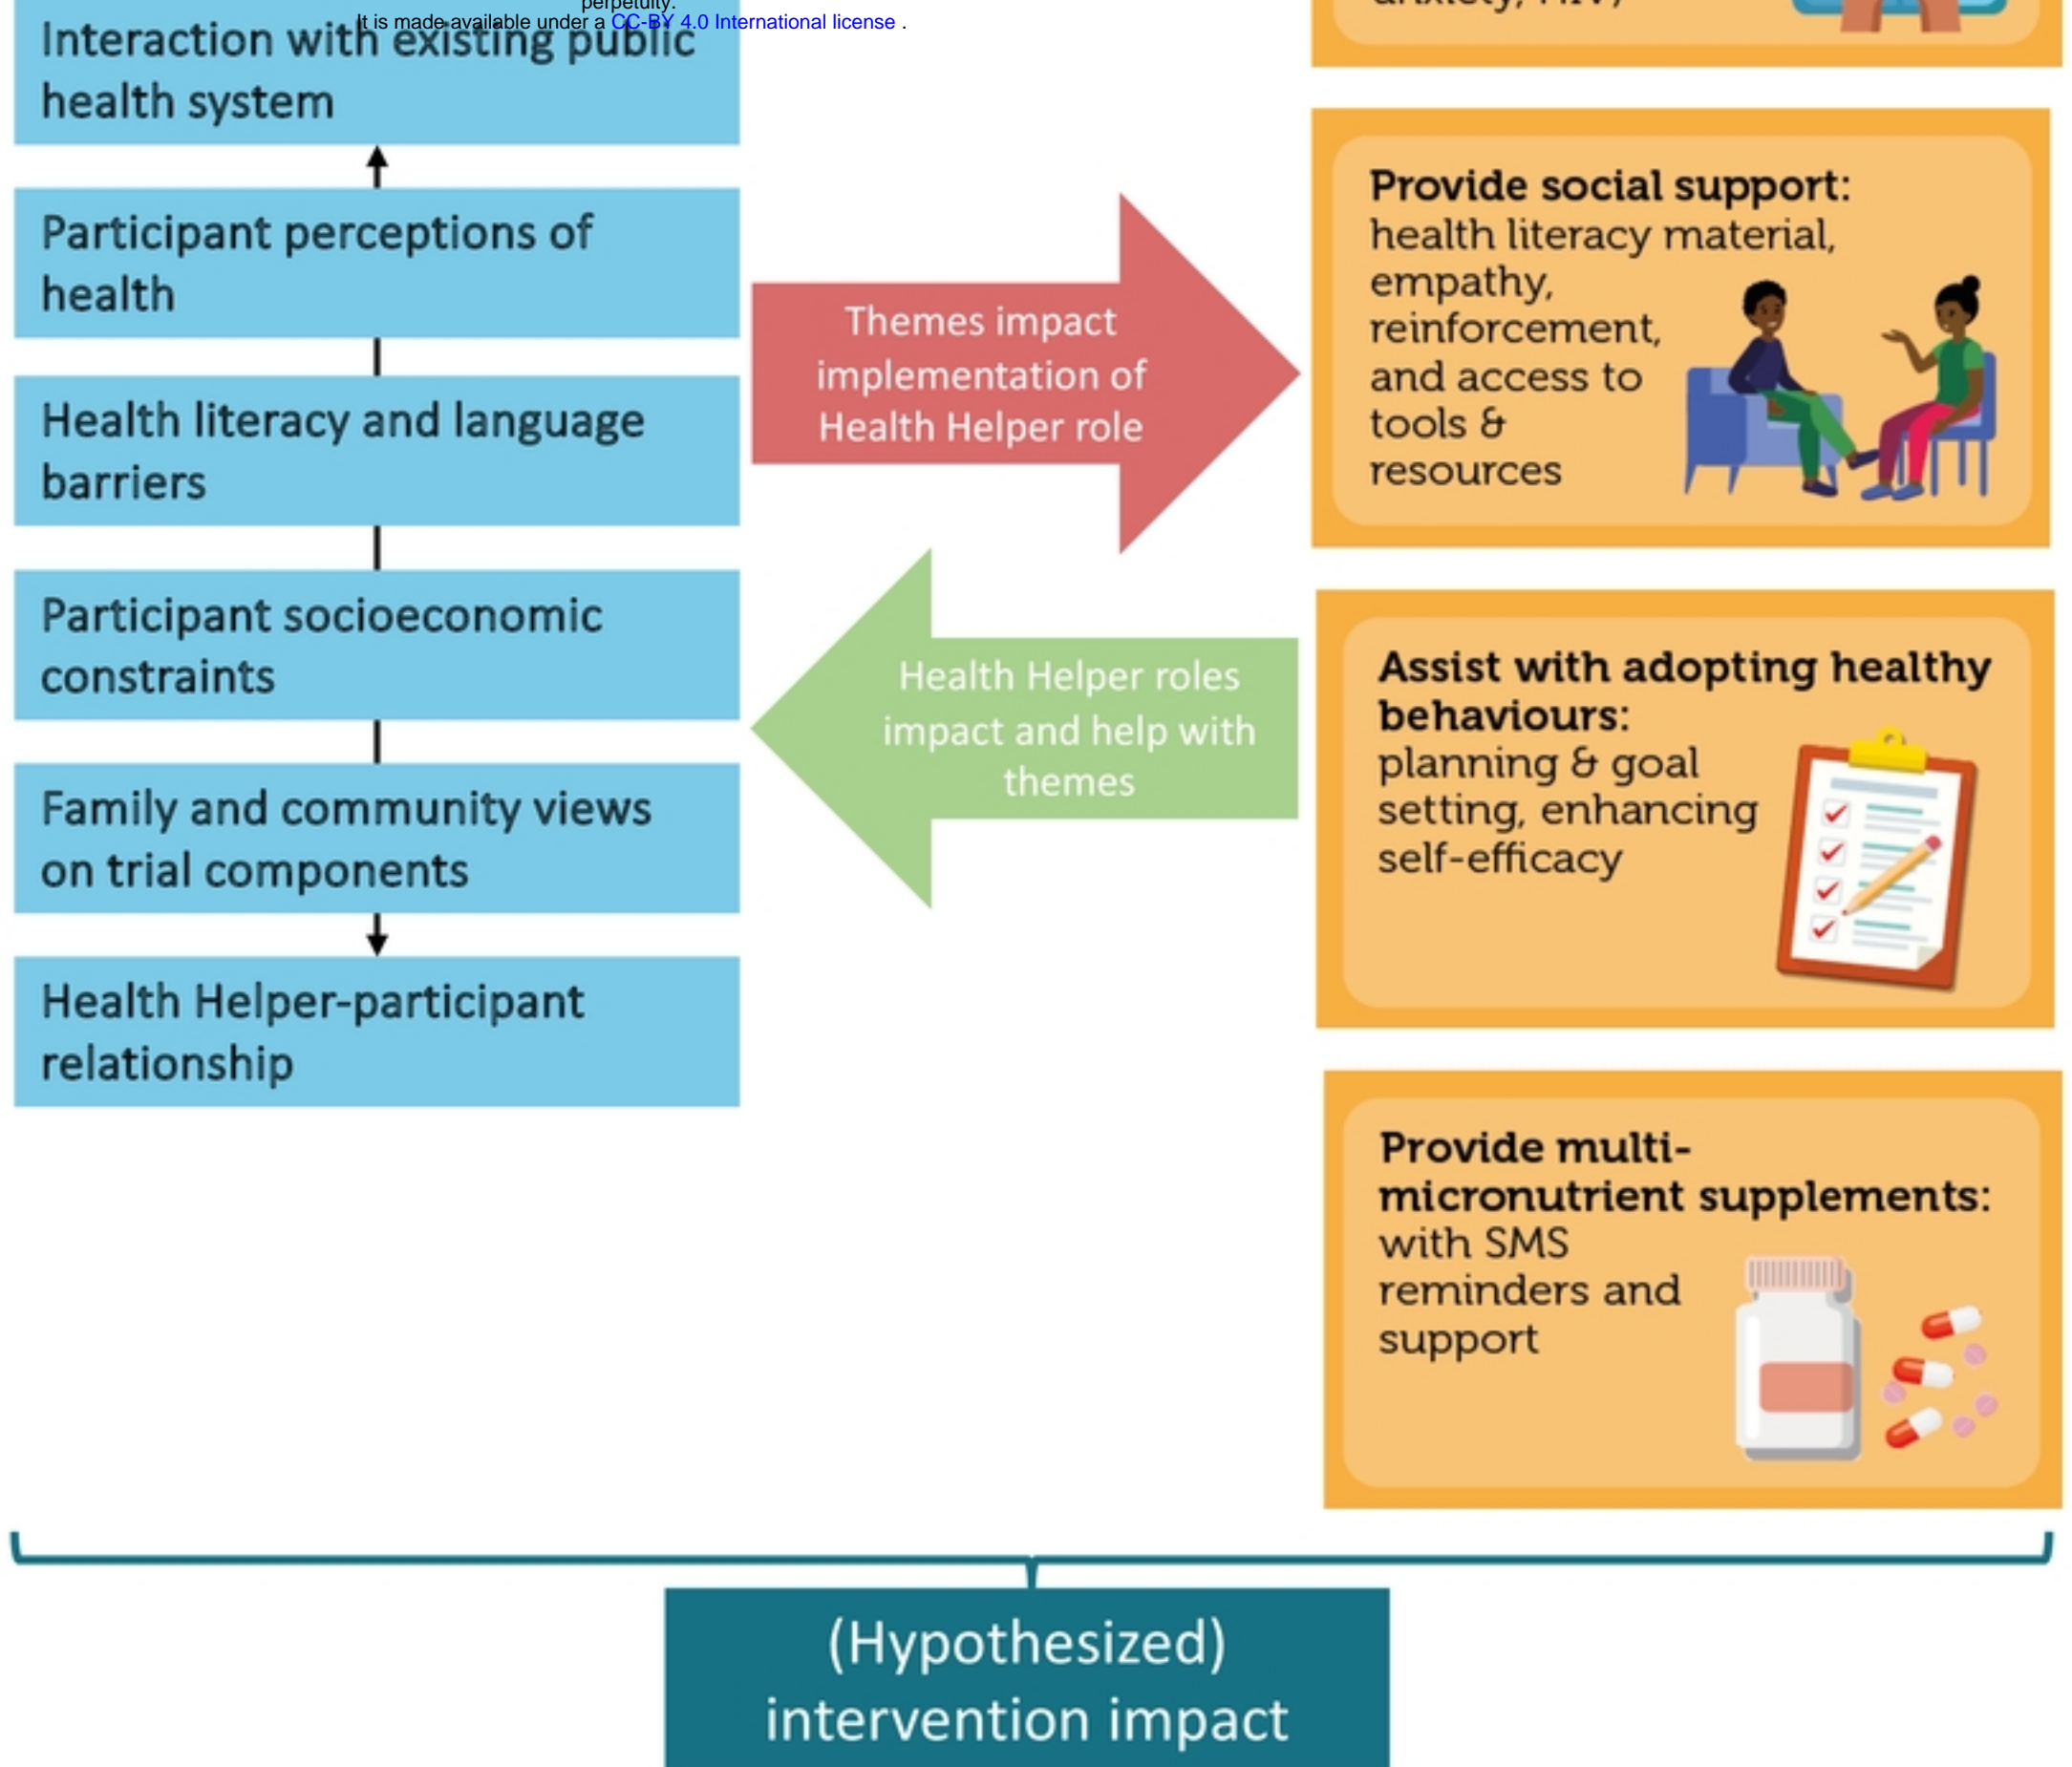 perpetuity.
It is made available under a CC-BY 4.0 International license .
Interaction with existing public
health system
Participant perceptions of
health
Health literacy and language
barriers
Participant socioeconomic
constraints
Family and community views
on trial components
Health Helper-participant
relationship
Themes impact
implementation of
Health Helper role
Health Helper roles
impact and help with
themes
anxiety, HIV)
Provide social support:
health literacy material,
empathy,
reinforcement,
and access to
tools &
resources
Assist with adopting healthy
behaviours:
planning & goal
setting, enhancing
self-efficacy
Provide multi-
micronutrient supplements:
with SMS
reminders and
support
(Hypothesized)
intervention impact